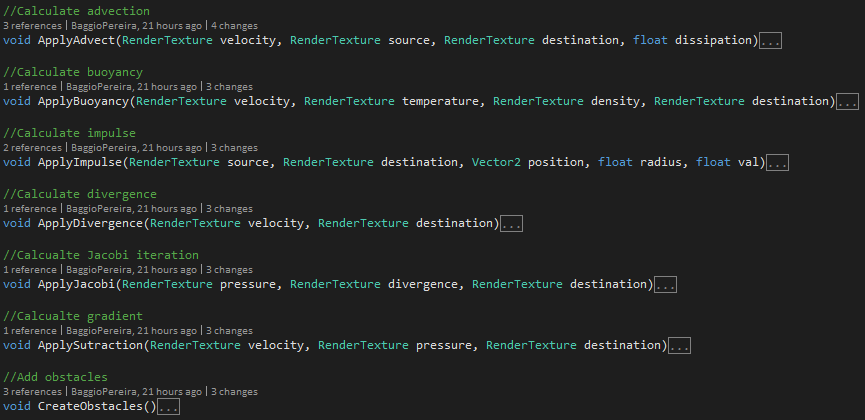 //Calculate advection
3 references | BaggioPereira, 21 hours ago | 4 changes
void ApplyAdvect(RenderTexture velocity, RenderTexture source, RenderTexture destination, float dissipation)...
//Calculate buoyancy
1 reference | BaggioPereira, 21 hours ago | 3 changes
void ApplyBuoyancy(RenderTexture velocity, RenderTexture temperature, RenderTexture density, RenderTexture destination)...
//Calculate impulse
2 references | BaggioPereira, 21 hours ago | 3 changes
void ApplyImpulse(RenderTexture source, RenderTexture destination, Vector2 position, float radius, float val)...
//Calculate divergence
1 reference | BaggioPereira, 21 hours ago | 3 changes
void ApplyDivergence(RenderTexture velocity, RenderTexture destination)...
//Calcualte Jacobi iteration
1 reference | BaggioPereira, 21 hours ago | 3 changes
void ApplyJacobi(RenderTexture pressure, RenderTexture divergence, RenderTexture destination)...
//Calcualte gradient
1 reference | BaggioPereira, 21 hours ago | 3 changes
void ApplySutraction(RenderTexture velocity, RenderTexture pressure, RenderTexture destination)...
//Add obstacles
3 references | BaggioPereira, 21 hours ago | 3 changes
void CreateObstacles()...